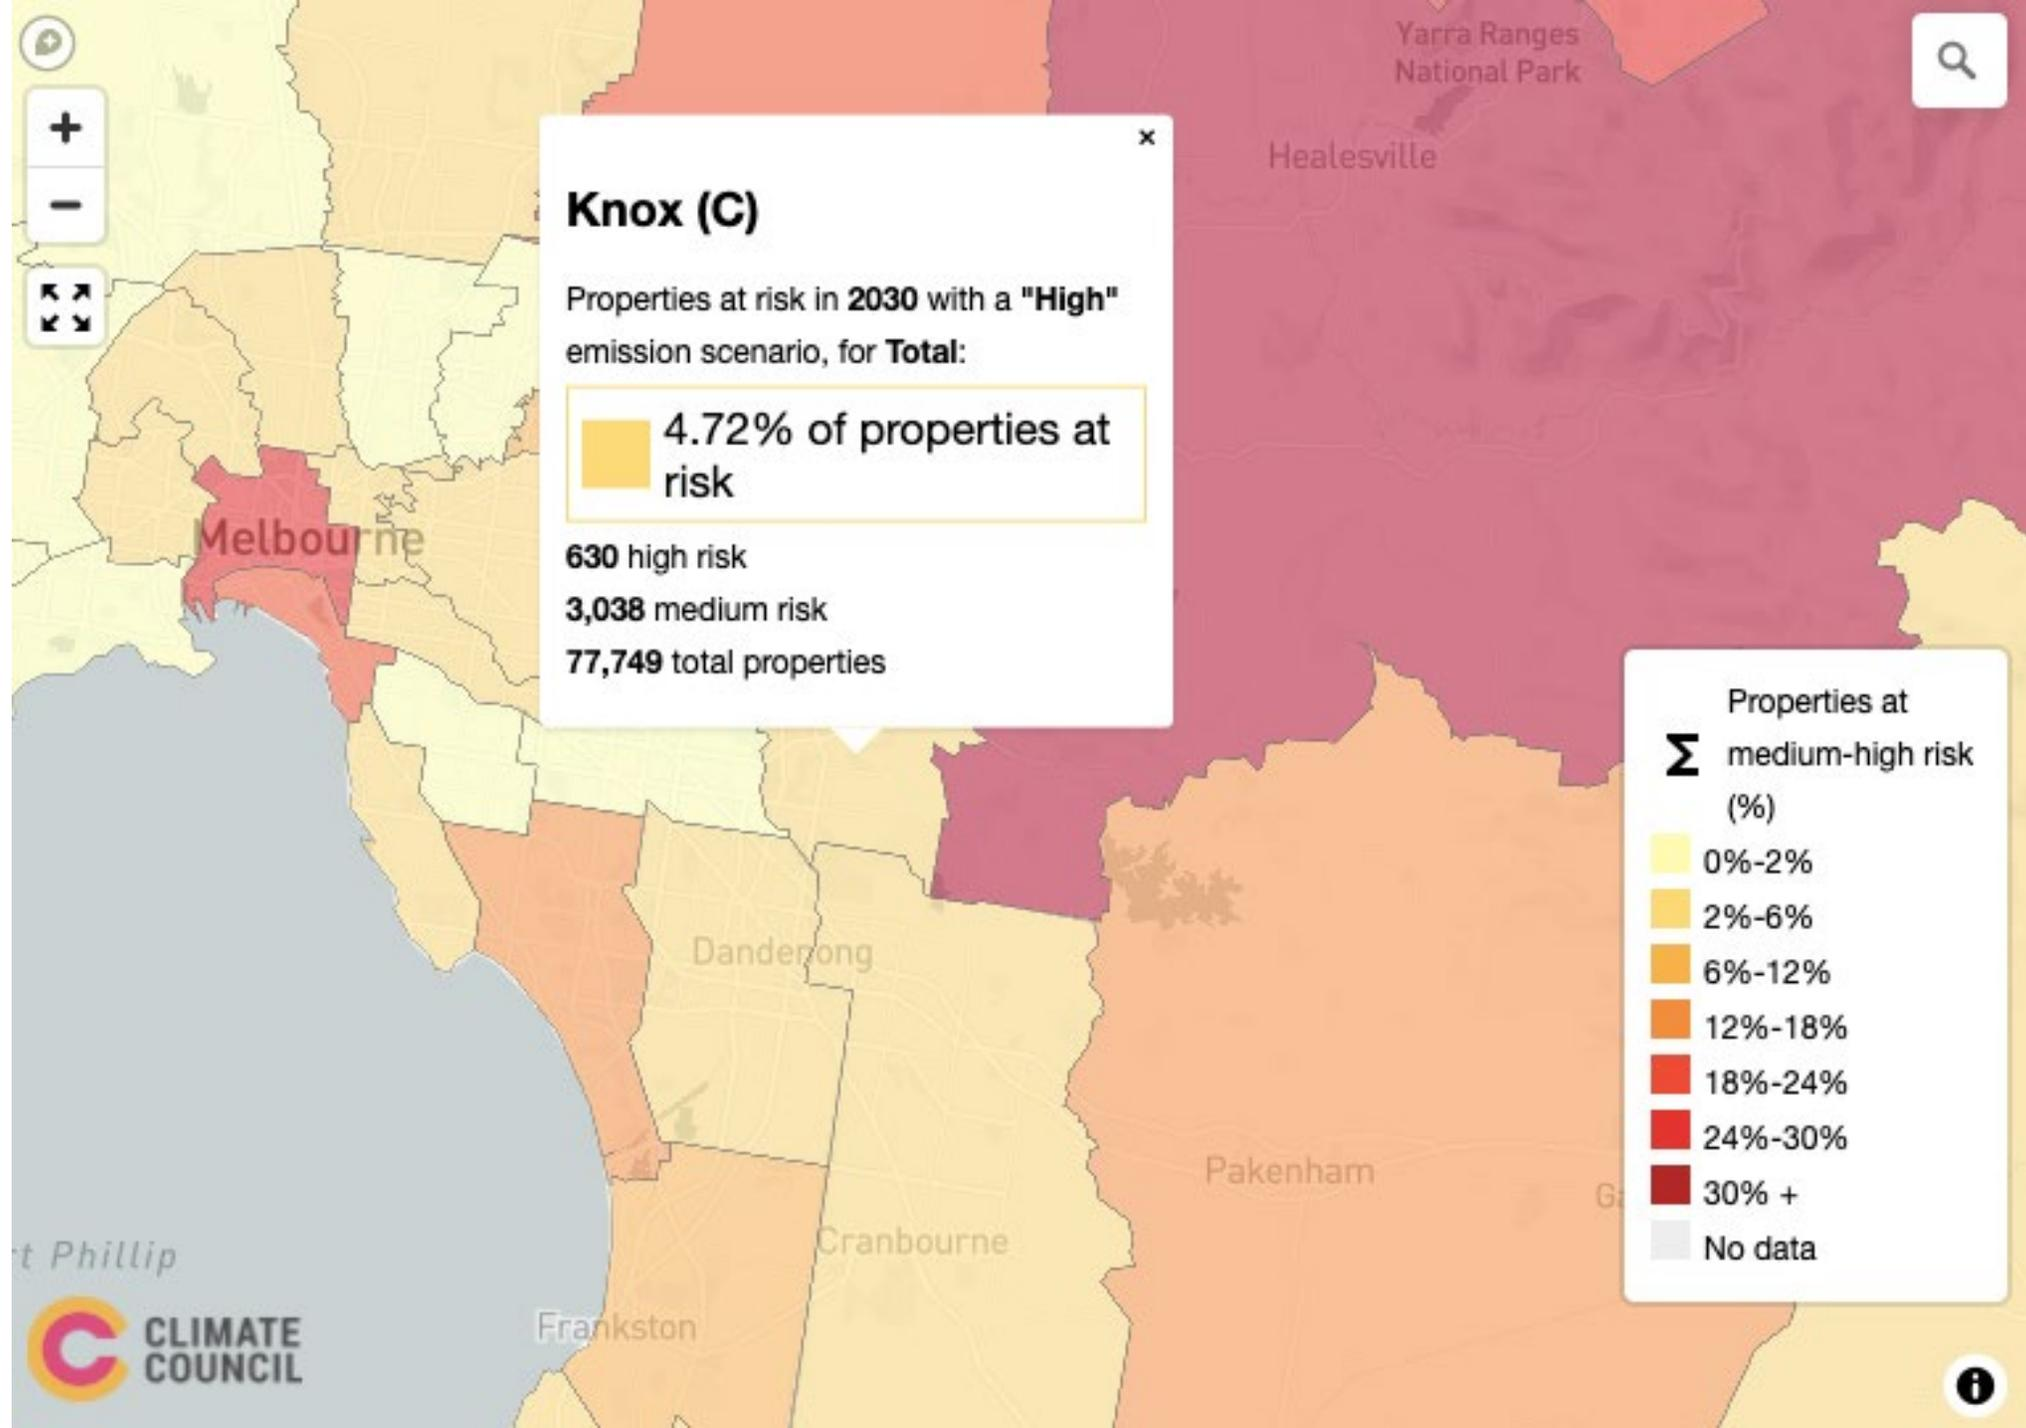 Yarra Ranges
National Park
Healesville
×
Knox (C)
Properties at risk in 2030 with a "High"
emission scenario, for Total:
4.72% of properties at
risk
630 high risk
3,038 medium risk
77,749 total properties
Melbourne
Dandenong
Pakenham
Cranbourne
Frankston
t Phillip
Ga
Σ
Properties at
medium-high risk
(%)
0%-2%
2%-6%
6%-12%
12%-18%
18%-24%
24%-30%
30% +
No data
CLIMATE
COUNCIL